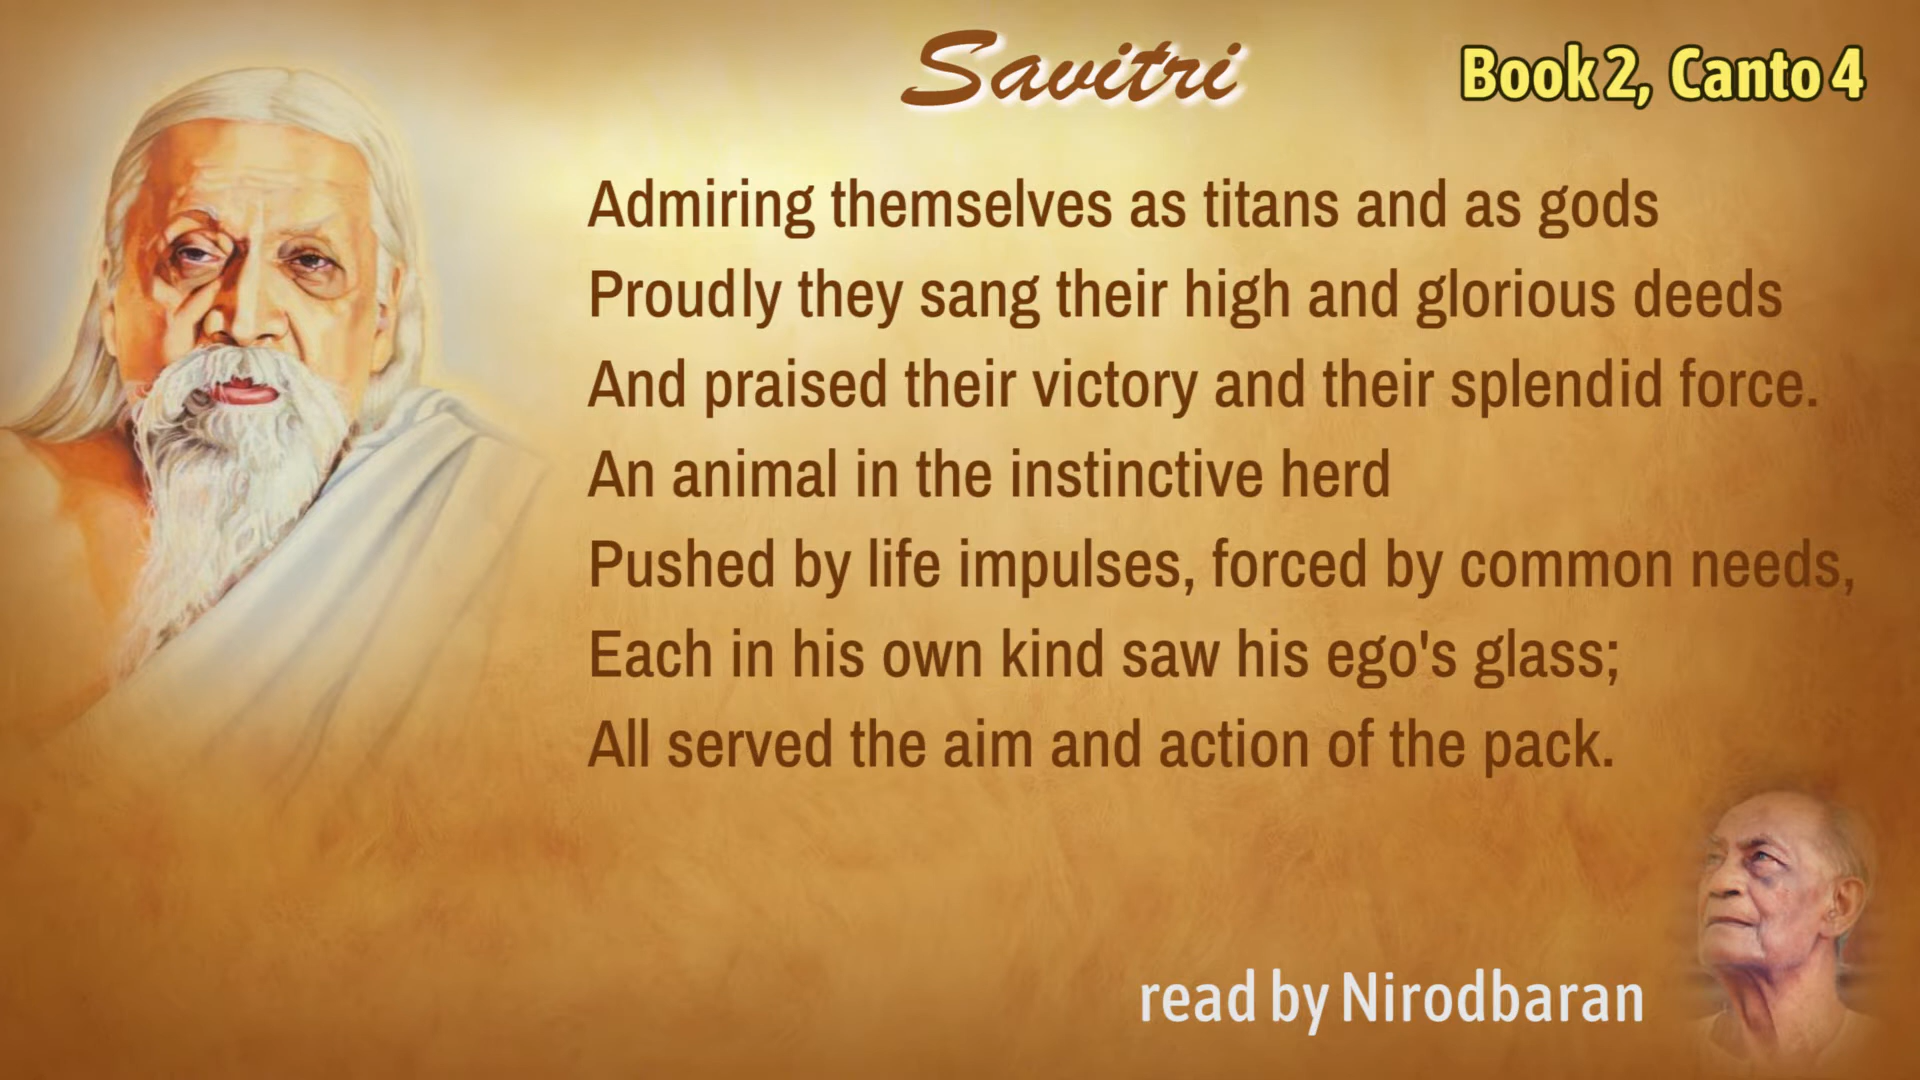 Savitri
Book 2, Canto 4
Admiring themselves as titans and as gods
Proudly they sang their high and glorious deeds
And praised their victory and their splendid force.
An animal in the instinctive herd
Pushed by life impulses, forced by common needs,
Each in his own kind saw his ego's glass;
All served the aim and action of the pack.
read by Nirodbaran